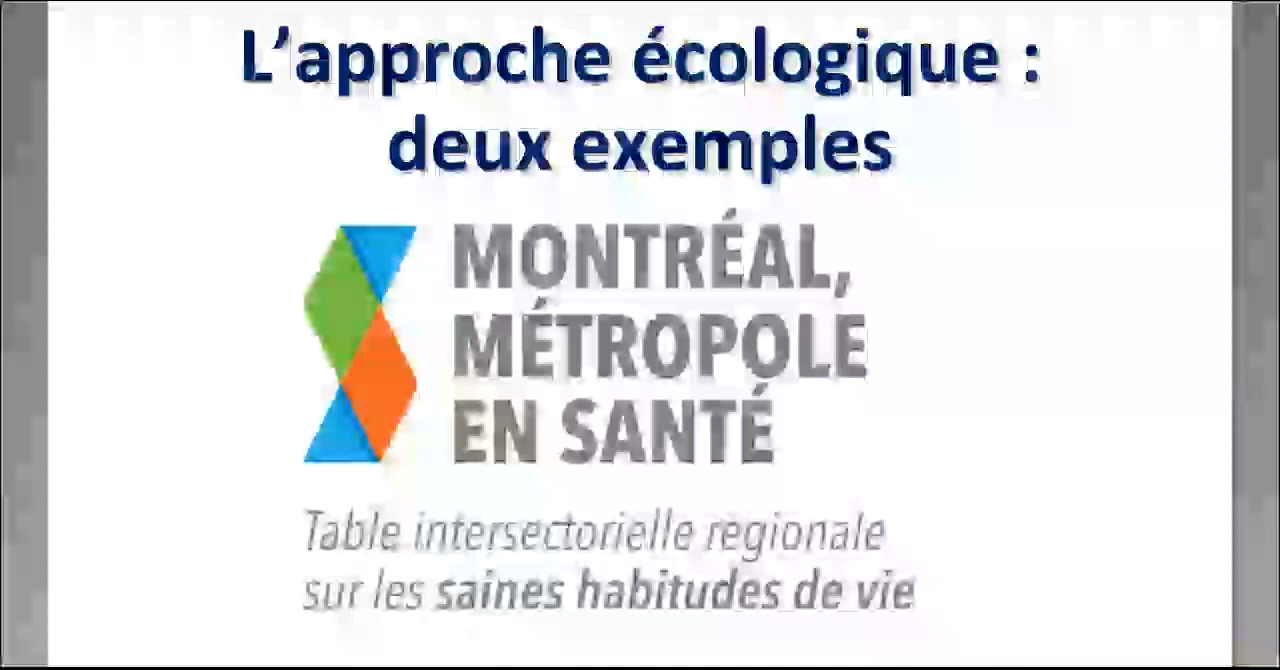 L’approche écologique :
deux exemples
MONTRÉAL,
MÉTROPOLE
EN SANTÉ
Table intersectorielle régionale
sur les saines habitudes de vie